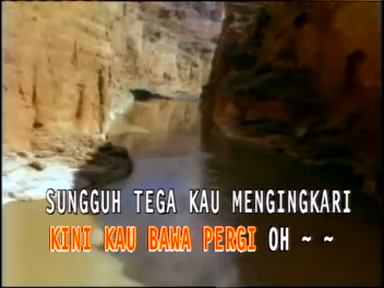 SUNGGUH TEGA KAU MENGINGKARI
KINI KAU BAWA PERGI OH ~ ~